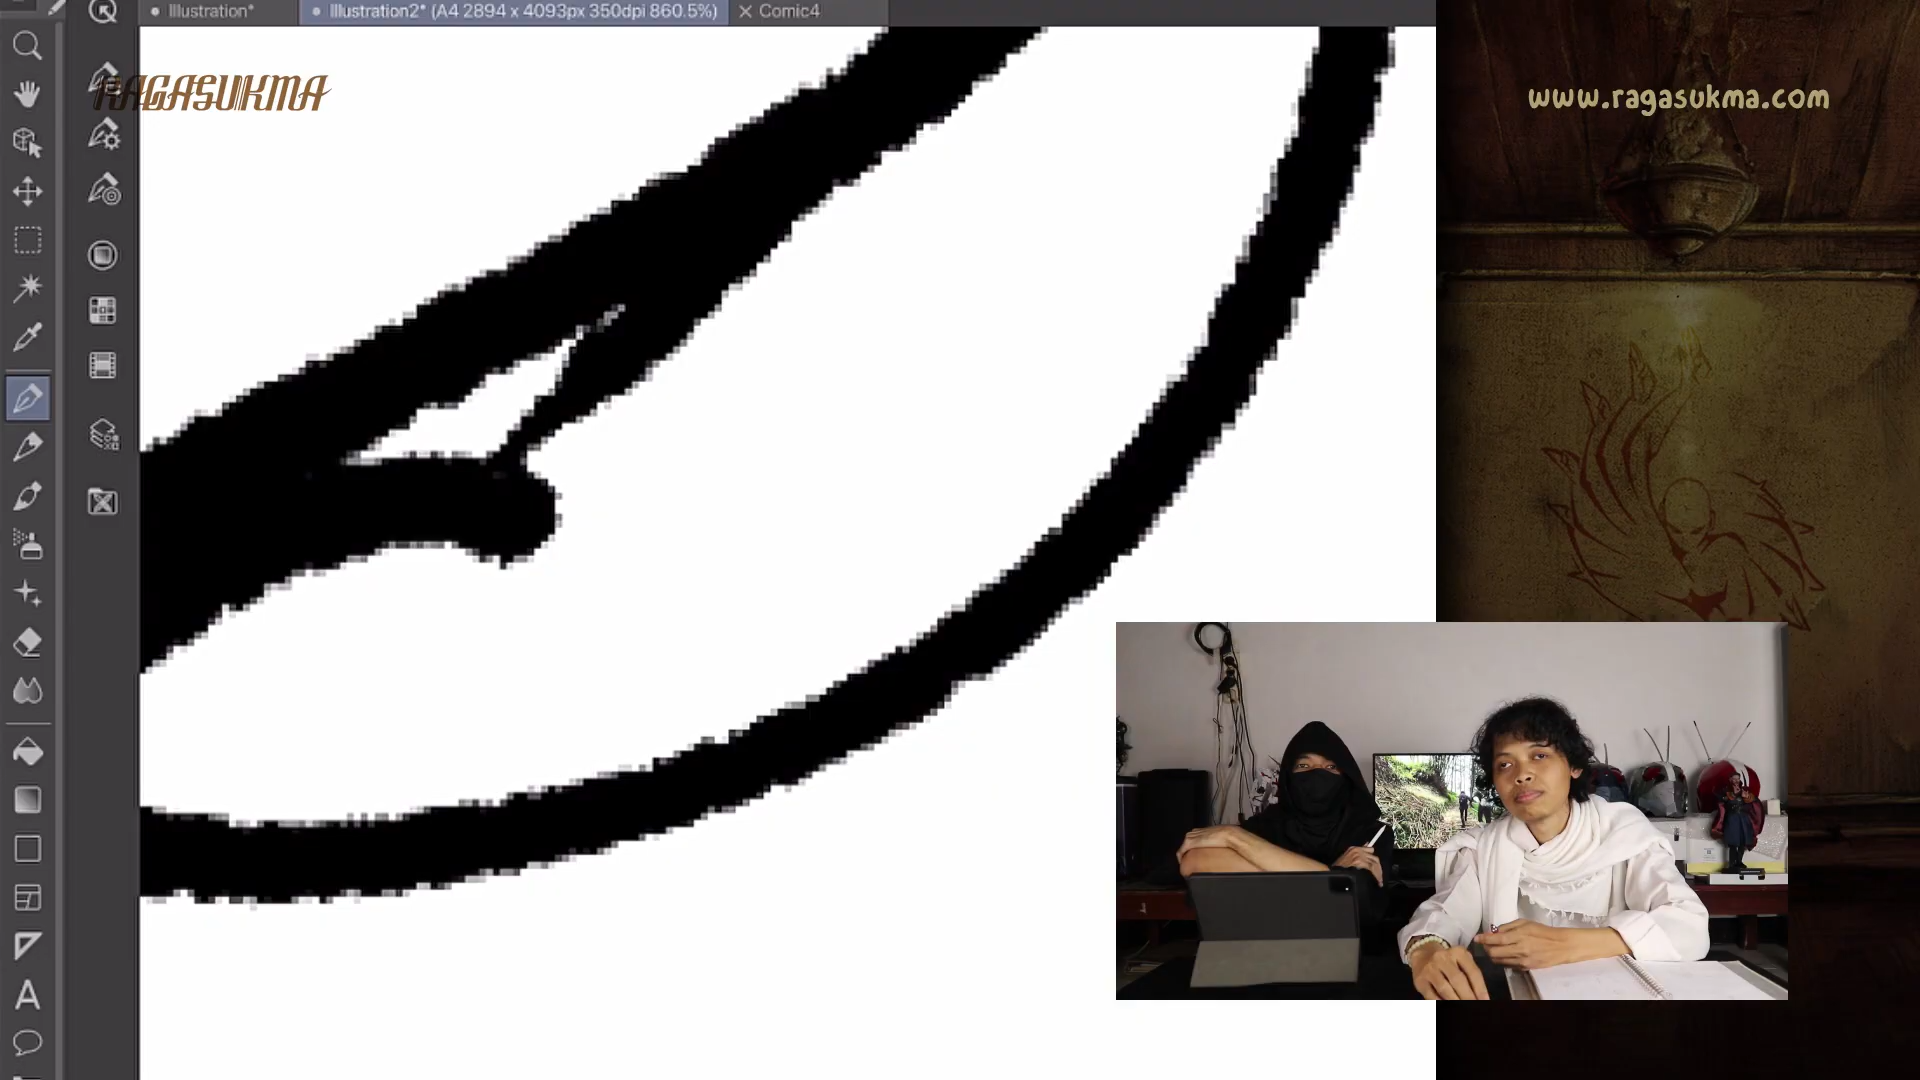 Illustration*
Illustration2* (A4 2894 x 4093px 350dpi 860.5%)
Comic4
RAGASUKMA
www.ragasukma.com
A